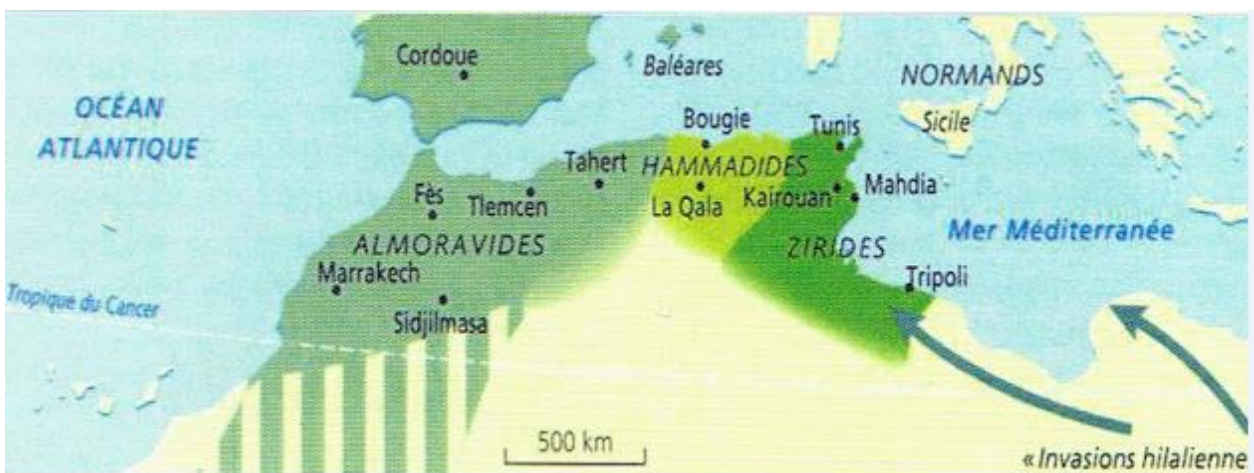 Cordoue
Baléares
NORMANDS
OCÉAN
ATLANTIQUE
Sicile
Bougie
Tunis
Tahert
HAMMADIDES
Fès
Tlemcen
La Qala
Kairouan
Mahdia
ALMORAVIDES
ZIRIDES
Mer Méditerranée
Marrakech
Tripoli
Tropique du Cancer
Sidjilmasa
500 km
«Invasions hilalienne